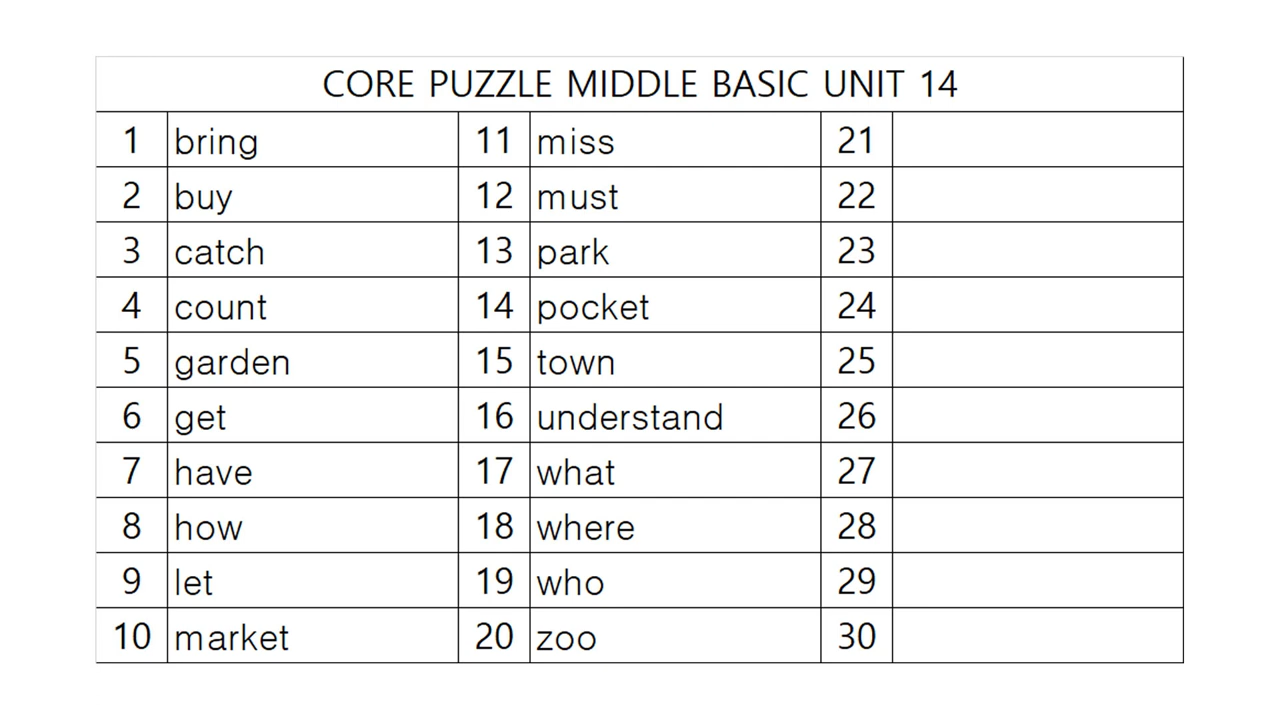 CORE PUZZLE MIDDLE BASIC UNIT 14
1 bring 11 miss 21
2 buy 12 must 22
3 catch 13 park 23
4 count 14 pocket 24
5 garden 15 town 25
6 get 16 understand 26
7 have 17 what 27
8 how 18 where 28
9 let 19 who 29
10 market 20 zoo 30